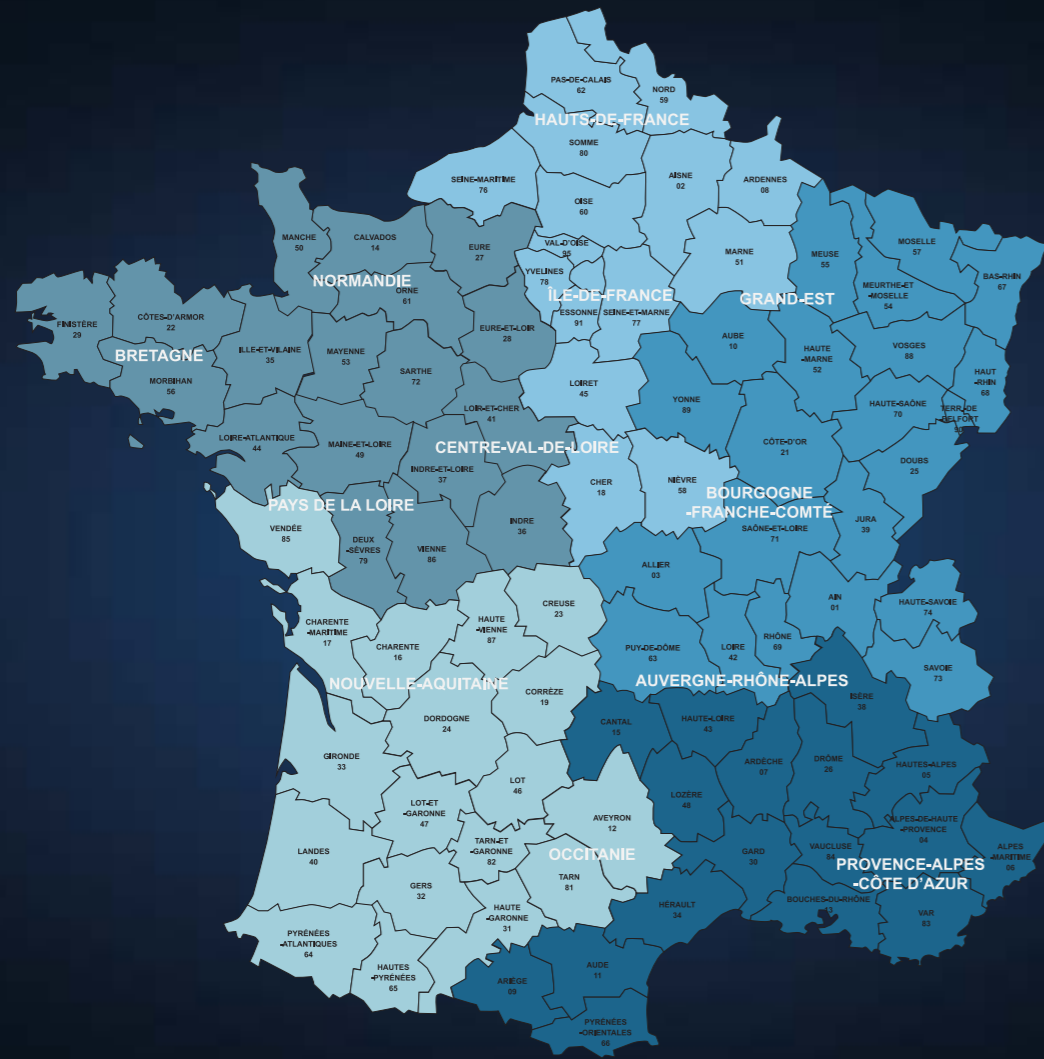 PAS-DE-CALAIS
62
NORD
59
HAUTS-DE-FRANCE
SOMME
80
SEINE-MARITIME
76
AISNE
02
ARDENNES
08
OISE
60
MANCHE
50
CALVADOS
14
EURE
27
VAL-D'OISE
95
MARNE
51
MEUSE
55
MOSELLE
57
BAS-RHIN
67
YVELINES
78
NORMANDIE
ORNE
61
ÎLE-DE-FRANCE
ESSONNE
91
SEINE-ET-MARNE
77
GRAND-EST
MEURTHE-ET
-MOSELLE
54
FINISTÈRE
29
CÔTES-D'ARMOR
22
EURE-ET-LOIR
28
AUBE
10
BRETAGNE
ILLE-ET-VILAINE
35
MAYENNE
53
SARTHE
72
HAUTE
-MARNE
52
VOSGES
88
HAUT
-RHIN
68
MORBIHAN
56
LOIRET
45
YONNE
89
HAUTE-SAÔNE
70
TERR-DE
-BELFORT
90
LOIR-ET-CHER
41
LOIRE-ATLANTIQUE
44
MAINE-ET-LOIRE
49
CENTRE-VAL-DE-LOIRE
CÔTE-D'OR
21
DOUBS
25
INDRE-ET-LOIRE
37
CHER
18
NIÈVRE
58
BOURGOGNE
-FRANCHE-COMTÉ
PAYS DE LA LOIRE
VENDÉE
85
INDRE
36
SAÔNE-ET-LOIRE
71
JURA
39
DEUX
-SÈVRES
79
VIENNE
86
ALLIER
03
AIN
01
HAUTE-SAVOIE
74
CREUSE
23
CHARENTE
-MARITIME
17
HAUTE
-VIENNE
87
CHARENTE
16
PUY-DE-DÔME
63
LOIRE
42
RHÔNE
69
SAVOIE
73
NOUVELLE-AQUITAINE
AUVERGNE-RHÔNE-ALPES
CORRÈZE
19
ISÈRE
38
DORDOGNE
24
CANTAL
15
HAUTE-LOIRE
43
GIRONDE
33
ARDÈCHE
07
DRÔME
26
HAUTES-ALPES
05
LOT
46
LOT-ET
-GARONNE
47
LOZÈRE
48
AVEYRON
12
ALPES-DE-HAUTE
-PROVENCE
04
LANDES
40
TARN-ET
-GARONNE
82
OCCITANIE
GARD
30
VAUCLUSE
84
ALPES
-MARITIME
06
PROVENCE-ALPES
-CÔTE D'AZUR
TARN
81
GERS
32
HÉRAULT
34
BOUCHES-DU-RHÔNE
13
HAUTE
-GARONNE
31
VAR
83
PYRÉNÉES
-ATLANTIQUES
64
HAUTES
-PYRÉNÉES
65
ARIÈGE
09
AUDE
11
PYRÉNÉES
-ORIENTALES
66